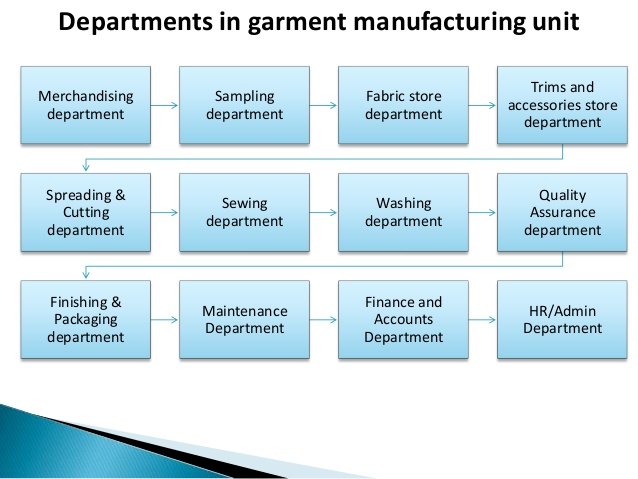 Departments in garment manufacturing unit
Merchandising
department
Sampling
department
Fabric store
department
Trims and
accessories store
department
Spreading &
Cutting
department
Sewing
department
Washing
department
Quality
Assurance
department
Finishing &
Packaging
department
Maintenance
Department
Finance and
Accounts
Department
HR/Admin
Department